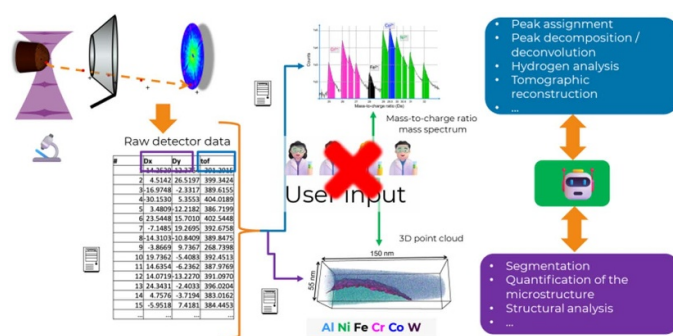 Raw detector data
# Dx Dy tof
2 4.5142 26.5197 399.3424
3 -16.9748 -2.3317 389.6155
4 -30.1530 5.3553 404.0189
5 3.4809 -12.2182 386.7199
6 23.5448 15.7010 402.5448
7 -7.1485 19.2695 392.6758
8 -14.3103 -10.8409 389.8475
9 -3.8669 9.7367 268.7398
10 19.7362 -5.4083 392.4513
11 14.6354 -6.2362 387.9769
12 14.0719 -13.2270 391.0970
13 24.3431 -2.4033 396.0204
14 4.7576 -3.7194 383.0162
15 -5.9518 7.4181 384.4453
... ... ... ...
Counts
Mass-to-charge ratio (Da)
Mass-to-charge ratio
mass spectrum
User Input
3D point cloud
150 nm
55 nm
Al Ni Fe Cr Co W
• Peak assignment
• Peak decomposition /
deconvolution
• Hydrogen analysis
• Tomographic
reconstruction
• ...
• Segmentation
• Quantification of the
microstructure
• Structural analysis
• ...